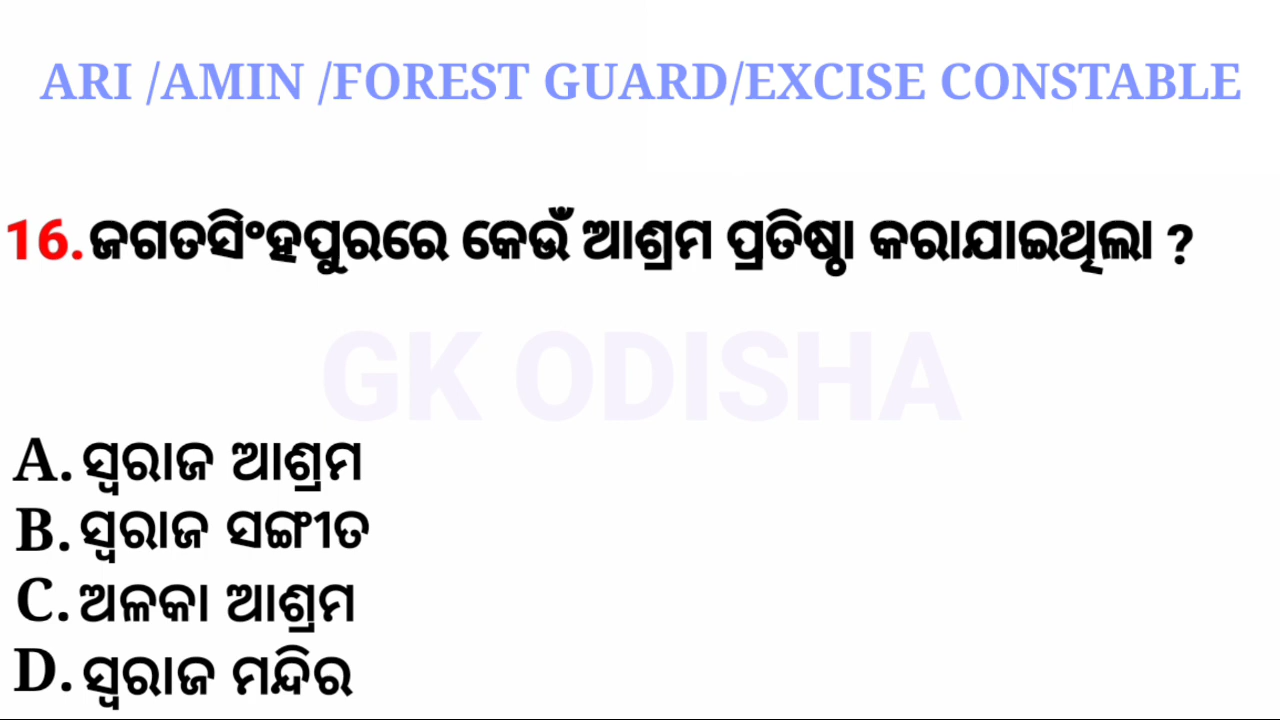 ARI /AMIN /FOREST GUARD/EXCISE CONSTABLE
16. ଜଗତସିଂହପୁରରେ କେଉଁ ଆଶ୍ରମ ପ୍ରତିଷ୍ଠା କରାଯାଇଥିଲା ?
GK ODISHA
A. ସ୍ୱରାଜ ଆଶ୍ରମ
B. ସ୍ୱରାଜ ସଙ୍ଗୀତ
C. ଅଳକା ଆଶ୍ରମ
D. ସ୍ୱରାଜ ମନ୍ଦିର